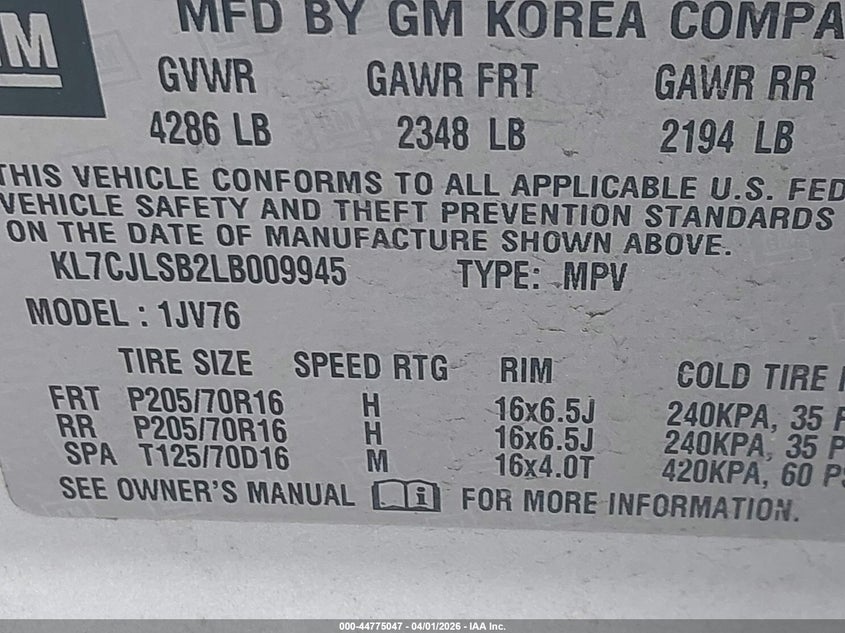 GM
MFD BY GM KOREA COMPA
GVWR GAWR FRT GAWR RR
4286 LB 2348 LB 2194 LB
THIS VEHICLE CONFORMS TO ALL APPLICABLE U.S. FED
VEHICLE SAFETY AND THEFT PREVENTION STANDARDS
ON THE DATE OF MANUFACTURE SHOWN ABOVE.
KL7CJLSB2LB009945 TYPE: MPV
MODEL : 1JV76
TIRE SIZE SPEED RTG RIM COLD TIRE
FRT P205/70R16 H 16x6.5J 240KPA, 35 P
RR P205/70R16 H 16x6.5J 240KPA, 35 P
SPA T125/70D16 M 16x4.0T 420KPA, 60 PS
SEE OWNER'S MANUAL i FOR MORE INFORMATION.
000-44775047 - 04/01/2026 - IAA Inc.